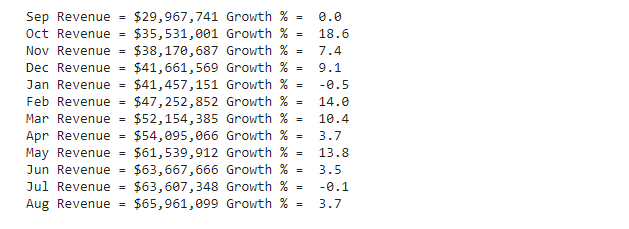 Sep Revenue = $29,967,741 Growth % =  0.0
Oct Revenue = $35,531,001 Growth % =  18.6
Nov Revenue = $38,170,687 Growth % =  7.4
Dec Revenue = $41,661,569 Growth % =  9.1
Jan Revenue = $41,457,151 Growth % =  -0.5
Feb Revenue = $47,252,852 Growth % =  14.0
Mar Revenue = $52,154,385 Growth % =  10.4
Apr Revenue = $54,095,066 Growth % =  3.7
May Revenue = $61,539,912 Growth % =  13.8
Jun Revenue = $63,667,666 Growth % =  3.5
Jul Revenue = $63,607,348 Growth % =  -0.1
Aug Revenue = $65,961,099 Growth % =  3.7